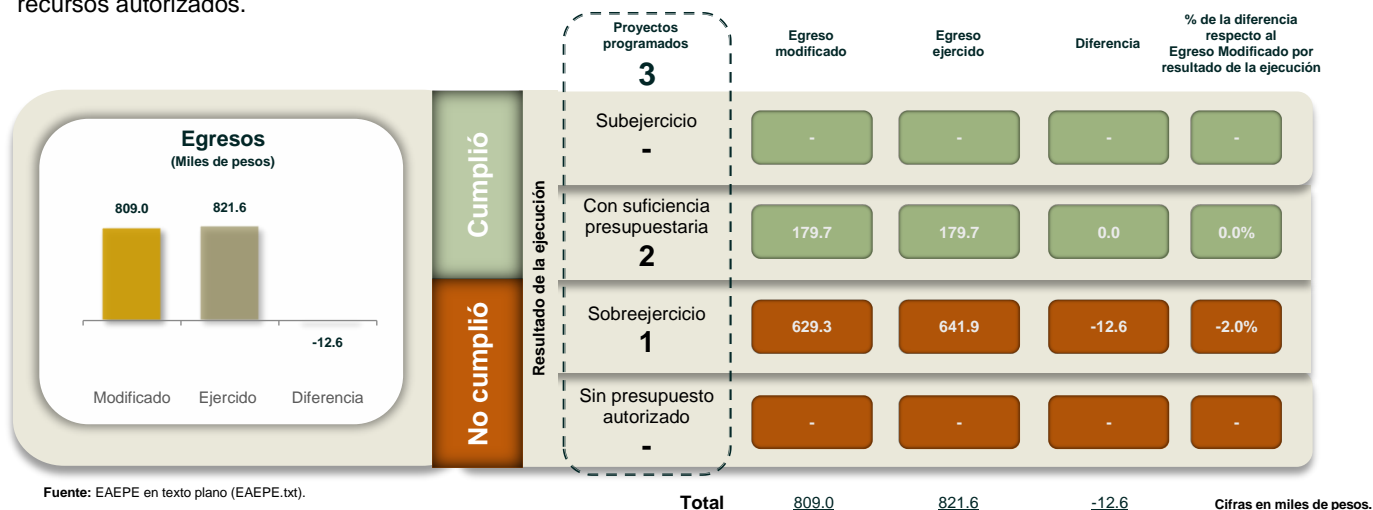 recursos autorizados.
Proyectos
programados
3
Egreso
modificado
Egreso
ejercido
Diferencia
% de la diferencia
respecto al
Egreso Modificado por
resultado de la ejecución
Egresos
(Miles de pesos)
809.0
821.6
-12.6
Modificado
Ejercido
Diferencia
Cumplió
No cumplió
Resultado de la ejecución
Subejercicio
-
-
-
-
-
Con suficiencia
presupuestaria
2
179.7
179.7
0.0
0.0%
Sobreejercicio
1
629.3
641.9
-12.6
-2.0%
Sin presupuesto
autorizado
-
-
-
-
-
Fuente: EAEPE en texto plano (EAEPE.txt).
Total
809.0
821.6
-12.6
Cifras en miles de pesos.